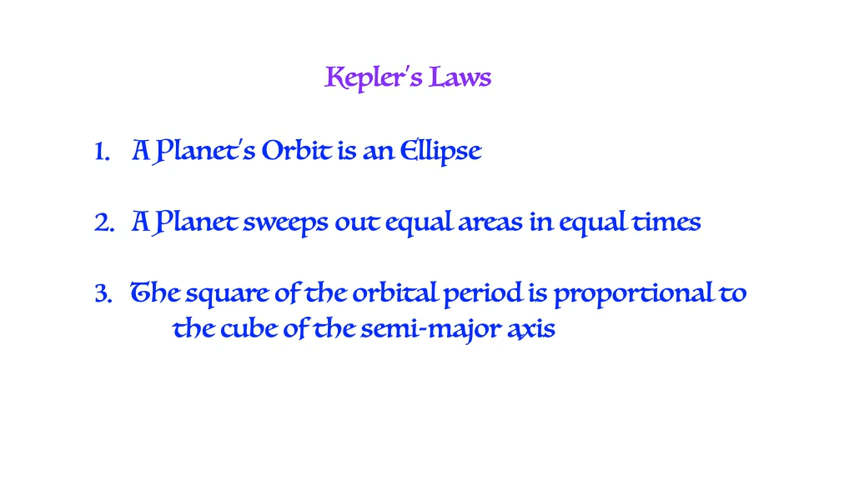 Kepler's Laws
1. A Planet's Orbit is an Ellipse
2. A Planet sweeps out equal areas in equal times
3. The square of the orbital period is proportional to
the cube of the semi-major axis